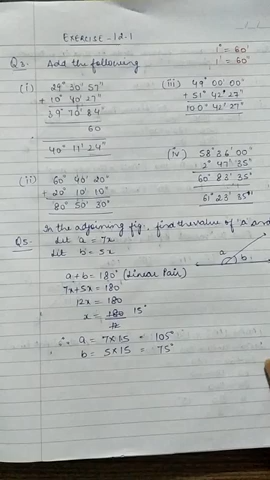 EXERCISE - 12.1
1° = 60'
1' = 60"
Q3. Add the following
(i) 29° 30' 57"
+ 10° 40' 27"
39° 70' 84"
60
40° 11' 24"
(iii) 49° 00' 00"
+ 51° 42' 27"
100° 42' 27"
(ii) 60° 40' 20"
+ 20° 10' 10"
80° 50' 30"
(iv) 58° 36' 00"
2° 47' 35"
60° 83' 35"
61° 23' 35"
Q5. In the adjoining fig., find the value of 'a' and
Let a = 7x
Let b = 5x
a b
a + b = 180° (Linear Pair)
7x + 5x = 180°
12x = 180
x = 180/12 15°
∴ a = 7×15 = 105°
b = 5×15 = 75°